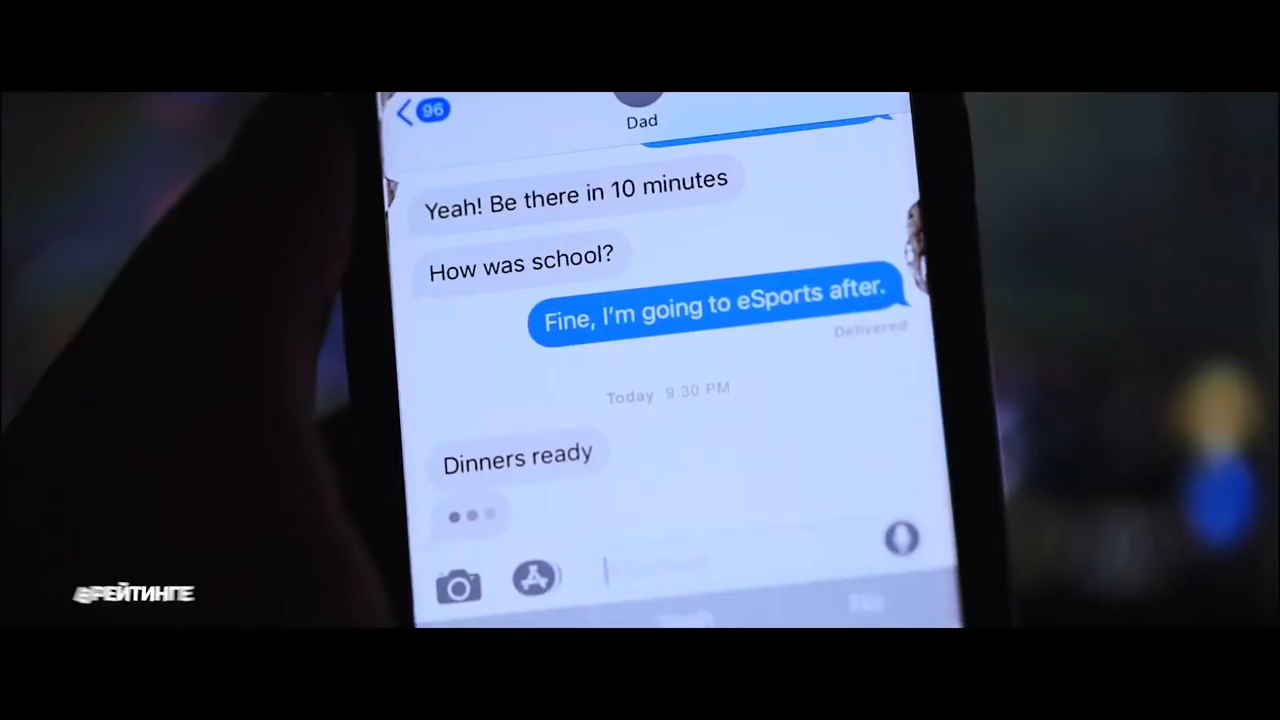 96
Dad
Yeah! Be there in 10 minutes
How was school?
Fine, I'm going to eSports after.
Delivered
Today 9:30 PM
Dinners ready
No
@РЕЙТИНГЕ